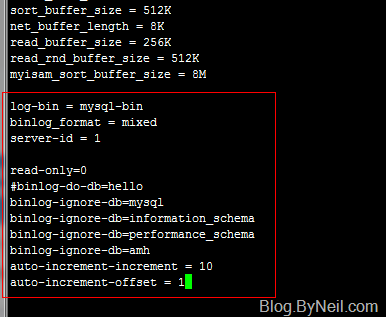 sort_buffer_size = 512K
net_buffer_length = 8K
read_buffer_size = 256K
read_rnd_buffer_size = 512K
myisam_sort_buffer_size = 8M
log-bin = mysql-bin
binlog_format = mixed
server-id = 1
read-only=0
#binlog-do-db=hello
binlog-ignore-db=mysql
binlog-ignore-db=information_schema
binlog-ignore-db=performance_schema
binlog-ignore-db=amh
auto-increment-increment = 10
auto-increment-offset = 1
Blog.ByNeil.com